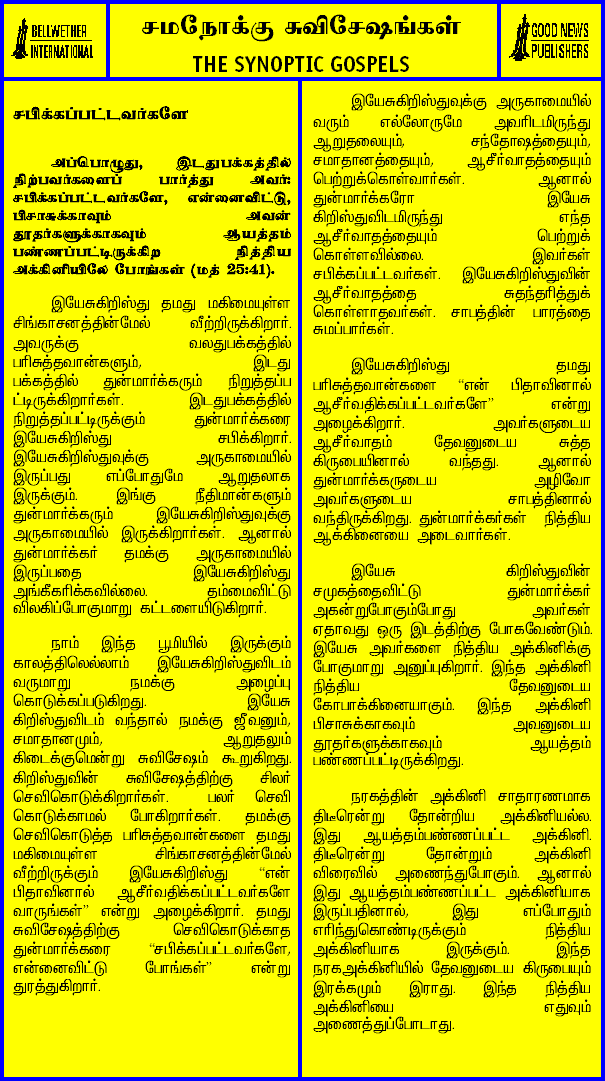 BELLWETHER
INTERNATIONAL
சமநோக்கு சுவிசேஷங்கள்
THE SYNOPTIC GOSPELS
GOOD NEWS
PUBLISHERS
சபிக்கப்பட்டவர்களே
அப்பொழுது, இடதுபக்கத்தில்
நிற்பவர்களைப் பார்த்து அவர்:
சபிக்கப்பட்டவர்களே, என்னைவிட்டு,
பிசாசுக்காகவும் அவன்
தூதர்களுக்காகவும் ஆயத்தம்
பண்ணப்பட்டிருக்கிற நித்திய
அக்கினியிலே போங்கள் (மத் 25:41).
இயேசுகிறிஸ்து தமது மகிமையுள்ள
சிங்காசனத்தின்மேல் வீற்றிருக்கிறார்.
அவருக்கு வலதுபக்கத்தில்
பரிசுத்தவான்களும், இடது
பக்கத்தில் துன்மார்க்கரும் நிறுத்தப்ப
ட்டிருக்கிறார்கள். இடதுபக்கத்தில்
நிறுத்தப்பட்டிருக்கும் துன்மார்க்கரை
இயேசுகிறிஸ்து சபிக்கிறார்.
இயேசுகிறிஸ்துவுக்கு அருகாமையில்
இருப்பது எப்போதுமே ஆறுதலாக
இருக்கும். இங்கு நீதிமான்களும்
துன்மார்க்கரும் இயேசுகிறிஸ்துவுக்கு
அருகாமையில் இருக்கிறார்கள். ஆனால்
துன்மார்க்கர் தமக்கு அருகாமையில்
இருப்பதை இயேசுகிறிஸ்து
அங்கீகரிக்கவில்லை. தம்மைவிட்டு
விலகிப்போகுமாறு கட்டளையிடுகிறார்.
நாம் இந்த பூமியில் இருக்கும்
காலத்திலெல்லாம் இயேசுகிறிஸ்துவிடம்
வருமாறு நமக்கு அழைப்பு
கொடுக்கப்படுகிறது. இயேசு
கிறிஸ்துவிடம் வந்தால் நமக்கு ஜீவனும்,
சமாதானமும், ஆறுதலும்
கிடைக்குமென்று சுவிசேஷம் கூறுகிறது.
கிறிஸ்துவின் சுவிசேஷத்திற்கு சிலர்
செவிகொடுக்கிறார்கள். பலர் செவி
கொடுக்காமல் போகிறார்கள். தமக்கு
செவிகொடுத்த பரிசுத்தவான்களை தமது
மகிமையுள்ள சிங்காசனத்தின்மேல்
வீற்றிருக்கும் இயேசுகிறிஸ்து “என்
பிதாவினால் ஆசீர்வதிக்கப்பட்டவர்களே
வாருங்கள்” என்று அழைக்கிறார். தமது
சுவிசேஷத்திற்கு செவிகொடுக்காத
துன்மார்க்கரை “சபிக்கப்பட்டவர்களே,
என்னைவிட்டு போங்கள்” என்று
துரத்துகிறார்.
இயேசுகிறிஸ்துவுக்கு அருகாமையில்
வரும் எல்லோருமே அவரிடமிருந்து
ஆறுதலையும், சந்தோஷத்தையும்,
சமாதானத்தையும், ஆசீர்வாதத்தையும்
பெற்றுக்கொள்வார்கள். ஆனால்
துன்மார்க்கரோ இயேசு
கிறிஸ்துவிடமிருந்து எந்த
ஆசீர்வாதத்தையும் பெற்றுக்
கொள்ளவில்லை. இவர்கள்
சபிக்கப்பட்டவர்கள். இயேசுகிறிஸ்துவின்
ஆசீர்வாதத்தை சுதந்தரித்துக்
கொள்ளாதவர்கள். சாபத்தின் பாரத்தை
சுமப்பார்கள்.
இயேசுகிறிஸ்து தமது
பரிசுத்தவான்களை “என் பிதாவினால்
ஆசீர்வதிக்கப்பட்டவர்களே” என்று
அழைக்கிறார். அவர்களுடைய
ஆசீர்வாதம் தேவனுடைய சுத்த
கிருபையினால் வந்தது. ஆனால்
துன்மார்க்கருடைய அழிவோ
அவர்களுடைய சாபத்தினால்
வந்திருக்கிறது. துன்மார்க்கர்கள் நித்திய
ஆக்கினையை அடைவார்கள்.
இயேசு கிறிஸ்துவின்
சமுகத்தைவிட்டு துன்மார்க்கர்
அகன்றுபோகும்போது அவர்கள்
ஏதாவது ஒரு இடத்திற்கு போகவேண்டும்.
இயேசு அவர்களை நித்திய அக்கினிக்கு
போகுமாறு அனுப்புகிறார். இந்த அக்கினி
நித்திய தேவனுடைய
கோபாக்கினையாகும். இந்த அக்கினி
பிசாசுக்காகவும் அவனுடைய
தூதர்களுக்காகவும் ஆயத்தம்
பண்ணப்பட்டிருக்கிறது.
நரகத்தின் அக்கினி சாதாரணமாக
திடீரென்று தோன்றிய அக்கினியல்ல.
இது ஆயத்தம்பண்ணப்பட்ட அக்கினி.
திடீரென்று தோன்றும் அக்கினி
விரைவில் அணைந்துபோகும். ஆனால்
இது ஆயத்தம்பண்ணப்பட்ட அக்கினியாக
இருப்பதினால், இது எப்போதும்
எரிந்துகொண்டிருக்கும் நித்திய
அக்கினியாக இருக்கும். இந்த
நரகஅக்கினியில் தேவனுடைய கிருபையும்
இரக்கமும் இராது. இந்த நித்திய
அக்கினியை எதுவும்
அணைத்துப்போடாது.